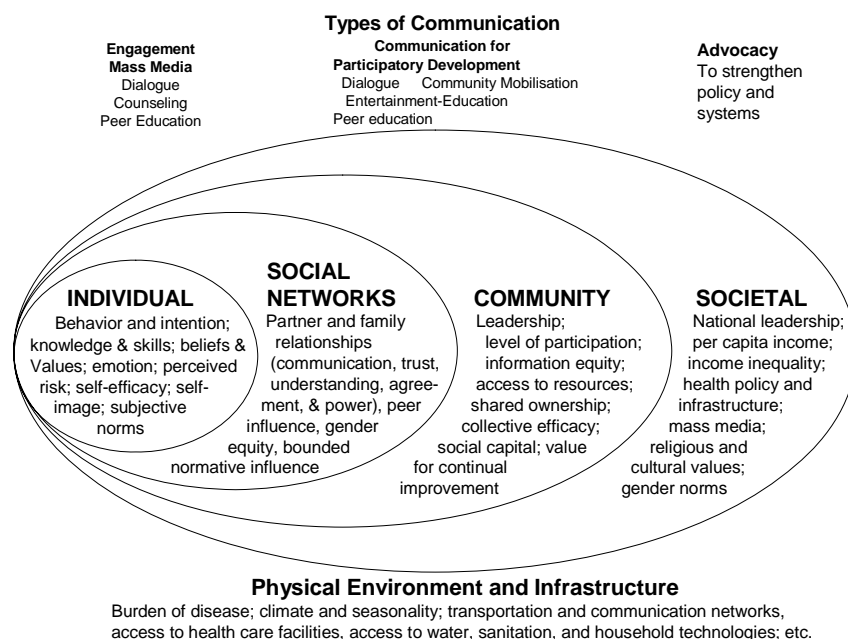 Types of Communication
Engagement
Mass Media
Dialogue
Counseling
Peer Education
Communication for
Participatory Development
Dialogue Community Mobilisation
Entertainment-Education
Peer education
Advocacy
To strengthen
policy and
systems
INDIVIDUAL
Behavior and intention;
knowledge & skills; beliefs &
Values; emotion; perceived
risk; self-efficacy; self-
image; subjective
norms
SOCIAL
NETWORKS
Partner and family
relationships
(communication, trust,
understanding, agree-
ment, & power), peer
influence, gender
equity, bounded
normative influence
COMMUNITY
Leadership;
level of participation;
information equity;
access to resources;
shared ownership;
collective efficacy;
social capital; value
for continual
improvement
SOCIETAL
National leadership;
per capita income;
income inequality;
health policy and
infrastructure;
mass media;
religious and
cultural values;
gender norms
Physical Environment and Infrastructure
Burden of disease; climate and seasonality; transportation and communication networks,
access to health care facilities, access to water, sanitation, and household technologies; etc.